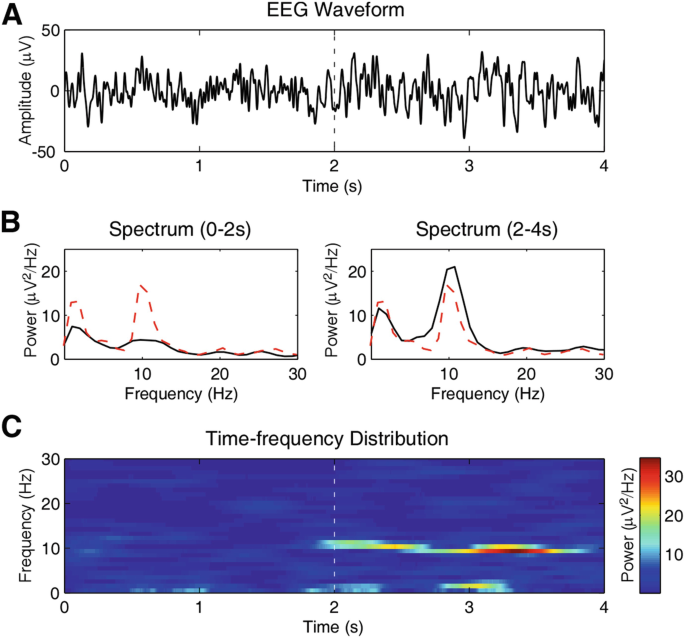 A
EEG Waveform
Amplitude (μV)
50
0
-50
0 1 2 3 4
Time (s)
B
Spectrum (0-2s)
Power (μV²/Hz)
20
10
0
10 20 30
Frequency (Hz)
Spectrum (2-4s)
Power (μV²/Hz)
20
10
0
10 20 30
Frequency (Hz)
C
Time-frequency Distribution
Frequency (Hz)
30
20
10
0
0 1 2 3 4
Time (s)
Power (μV²/Hz)
30
20
10